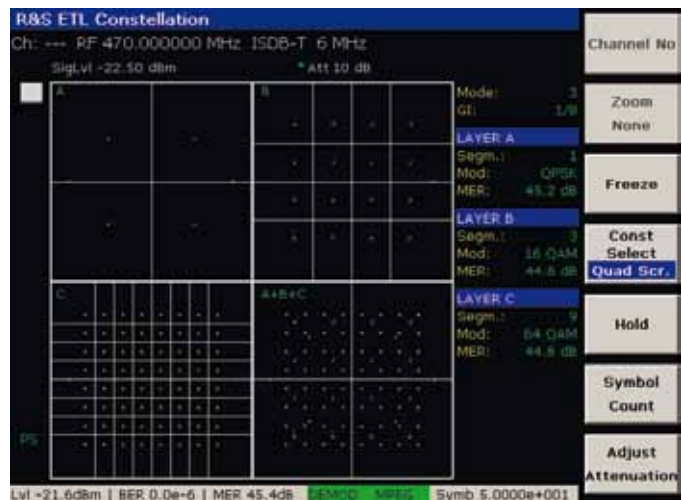 R&S ETL Constellation
Ch: --- RF 470.000000 MHz ISDB-T 6 MHz
SigLvl -22.50 dBm * Att 10 dB
A
B
C
A+B+C
Mode: 3
GI: 1/8
LAYER A
Segm.: 1
Mod: QPSK
MER: 45.2 dB
LAYER B
Segm.: 3
Mod: 16 QAM
MER: 44.8 dB
LAYER C
Segm.: 9
Mod: 64 QAM
MER: 44.8 dB
PS
Lvl -21.6dBm | BER 0.0e-6 | MER 45.4dB DEMOD MPEG Symb 5.0000e+001
Channel No
Zoom
None
Freeze
Const
Select
Quad Scr.
Hold
Symbol
Count
Adjust
Attenuation